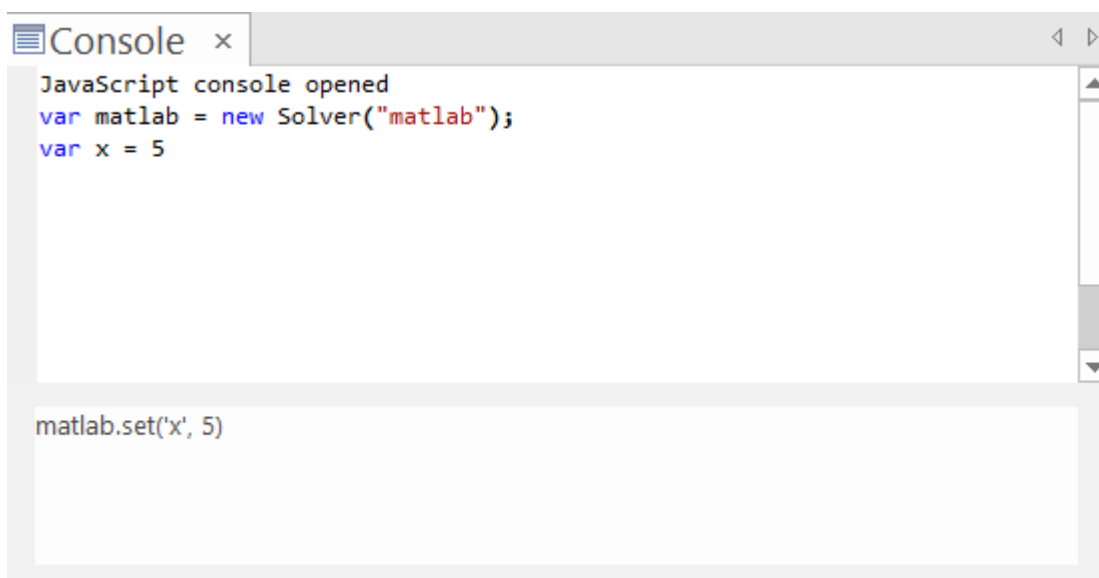 Console ×
JavaScript console opened
var matlab = new Solver("matlab");
var x = 5
matlab.set('x', 5)